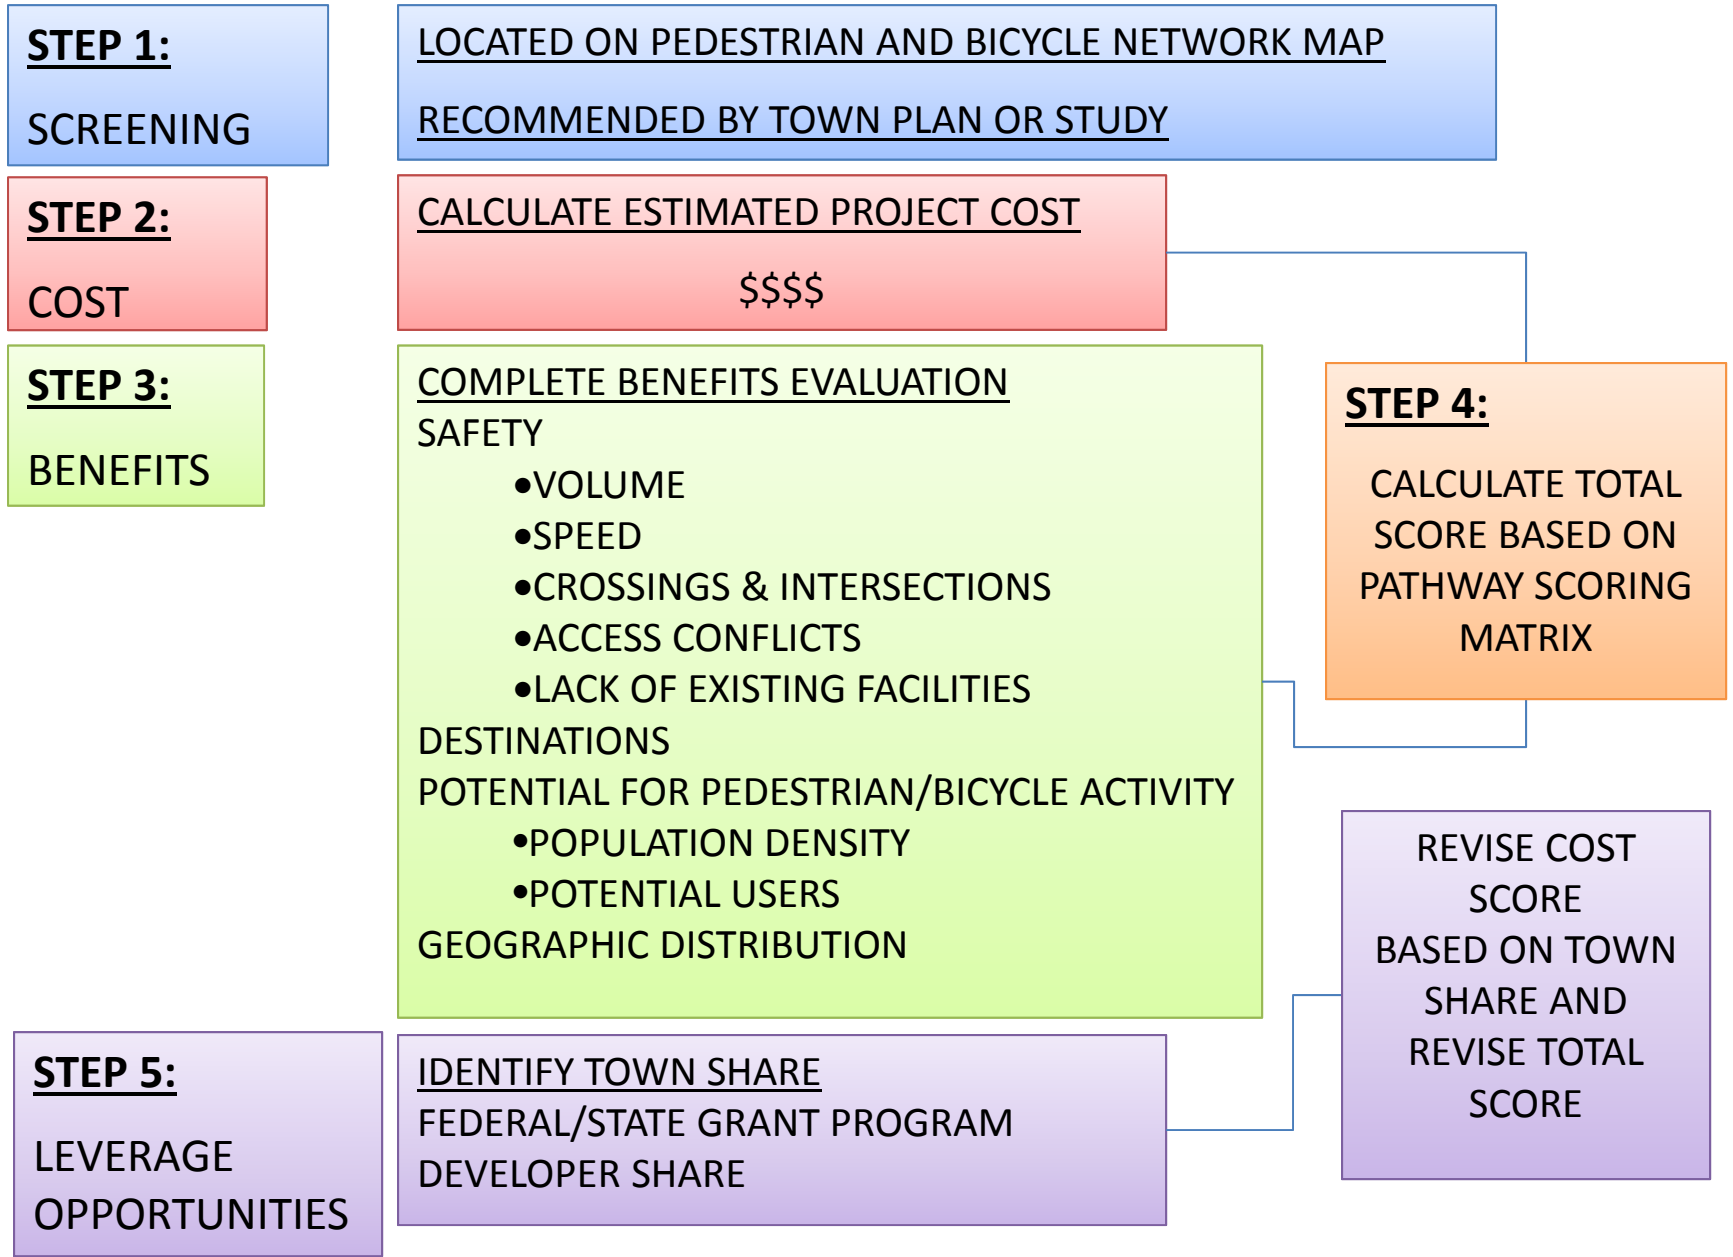 STEP 1:
SCREENING
LOCATED ON PEDESTRIAN AND BICYCLE NETWORK MAP
RECOMMENDED BY TOWN PLAN OR STUDY
STEP 2:
COST
CALCULATE ESTIMATED PROJECT COST
$$$$
STEP 3:
BENEFITS
COMPLETE BENEFITS EVALUATION
SAFETY
•VOLUME
•SPEED
•CROSSINGS & INTERSECTIONS
•ACCESS CONFLICTS
•LACK OF EXISTING FACILITIES
DESTINATIONS
POTENTIAL FOR PEDESTRIAN/BICYCLE ACTIVITY
•POPULATION DENSITY
•POTENTIAL USERS
GEOGRAPHIC DISTRIBUTION
STEP 4:
CALCULATE TOTAL
SCORE BASED ON
PATHWAY SCORING
MATRIX
STEP 5:
LEVERAGE
OPPORTUNITIES
IDENTIFY TOWN SHARE
FEDERAL/STATE GRANT PROGRAM
DEVELOPER SHARE
REVISE COST
SCORE
BASED ON TOWN
SHARE AND
REVISE TOTAL
SCORE